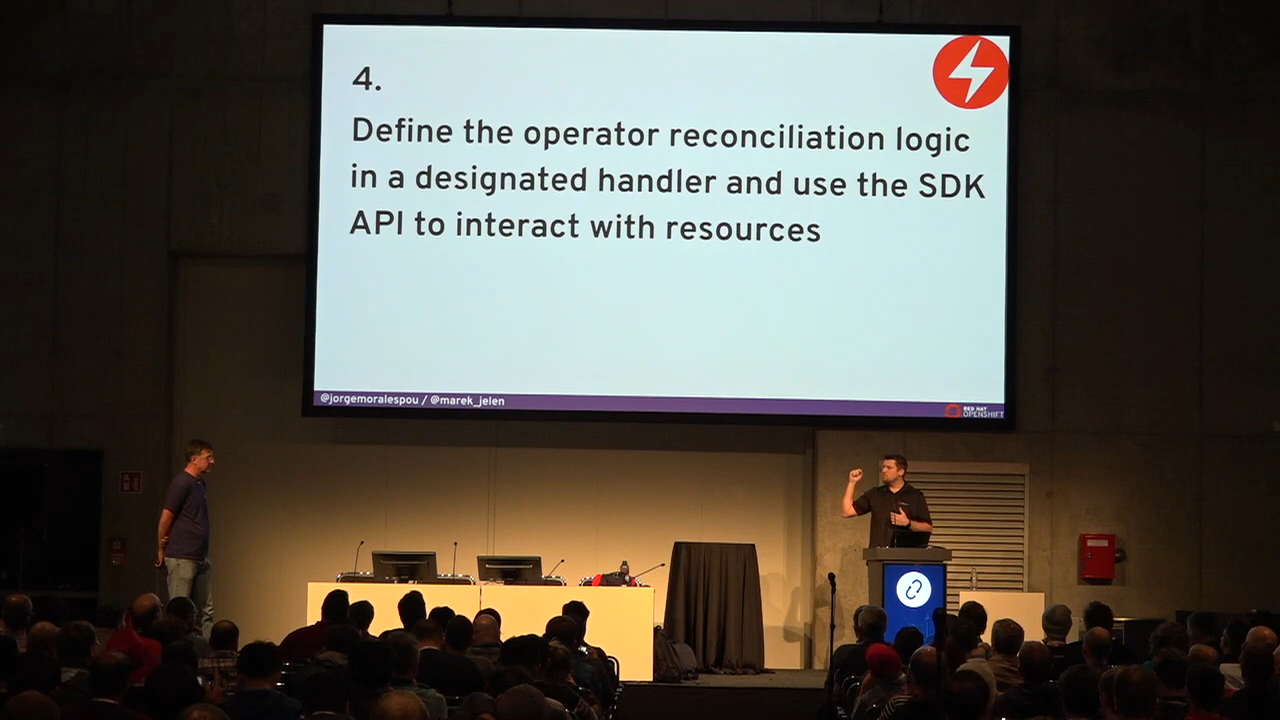 4.
Define the operator reconciliation logic
in a designated handler and use the SDK
API to interact with resources
@jorgemoralespou / @marek_jelen
RED HAT
OPENSHIFT